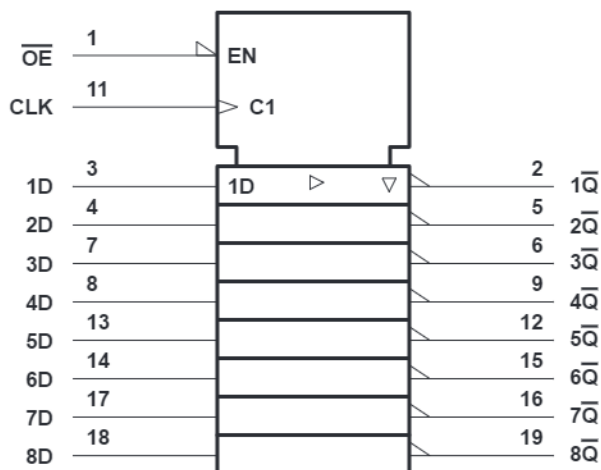 1
O̅E̅ EN
11
CLK C1
3 2
1D 1D 1Q̅
4 5
2D 2Q̅
7 6
3D 3Q̅
8 9
4D 4Q̅
13 12
5D 5Q̅
14 15
6D 6Q̅
17 16
7D 7Q̅
18 19
8D 8Q̅